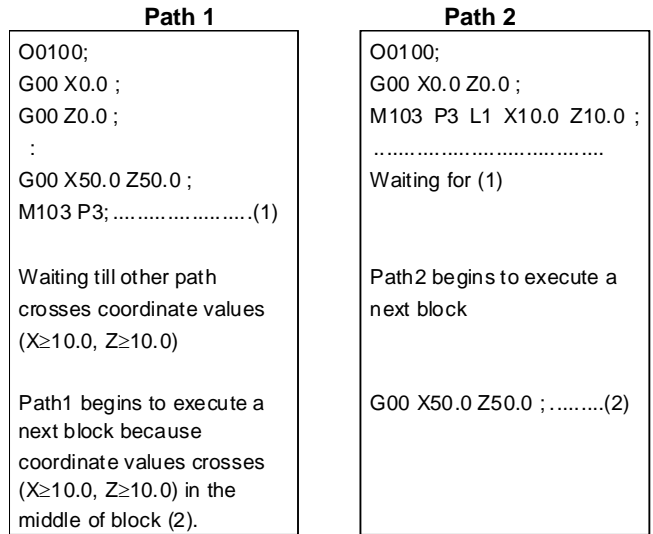 Path 1
O0100;
G00 X0.0 ;
G00 Z0.0 ;
:
G00 X50.0 Z50.0 ;
M103 P3; .......................(1)
Waiting till other path
crosses coordinate values
(X≥10.0, Z≥10.0)
Path1 begins to execute a
next block because
coordinate values crosses
(X≥10.0, Z≥10.0) in the
middle of block (2).
Path 2
O0100;
G00 X0.0 Z0.0 ;
M103 P3 L1 X10.0 Z10.0 ;
.....................................
Waiting for (1)
Path2 begins to execute a
next block
G00 X50.0 Z50.0 ; .........(2)